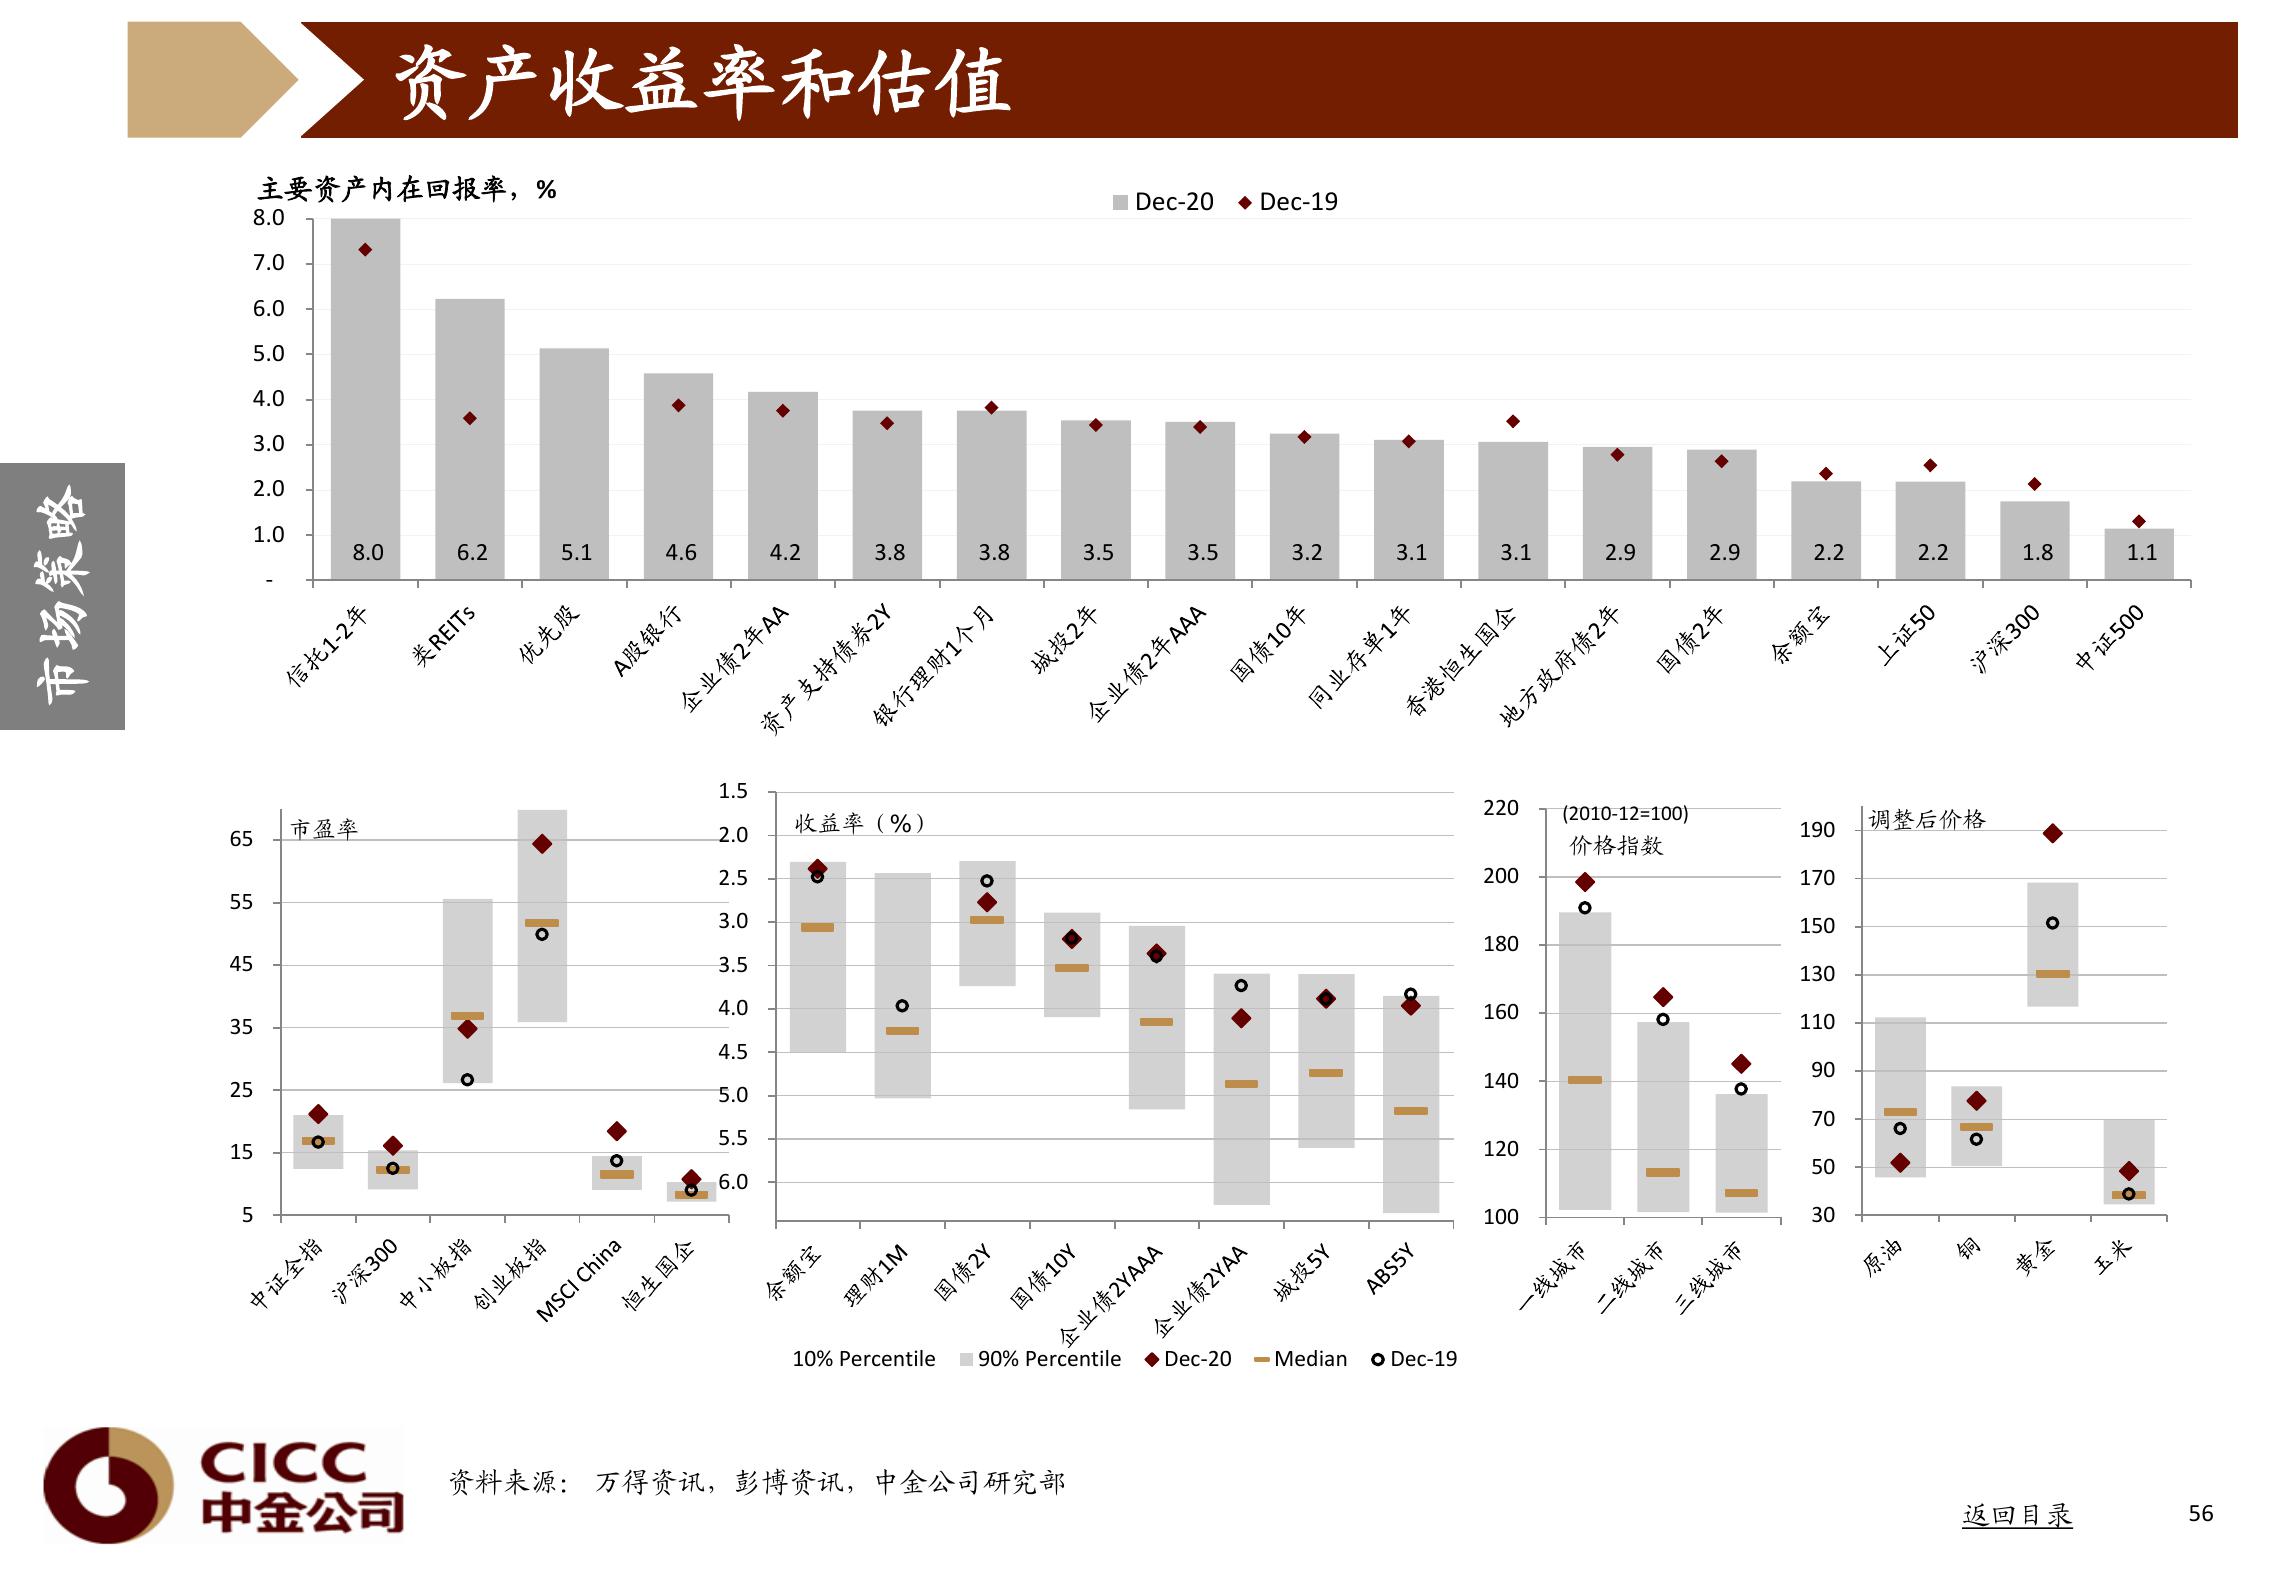 资产收益率和估值
市场策略
主要资产内在回报率，%
Dec-20 Dec-19
8.0
7.0
6.0
5.0
4.0
3.0
2.0
1.0
-
8.0 6.2 5.1 4.6 4.2 3.8 3.8 3.5 3.5 3.2 3.1 3.1 2.9 2.9 2.2 2.2 1.8 1.1
信托1-2年
类REITs
优先股
A股银行
企业债2年AA
资产支持债券2Y
银行理财1个月
城投2年
企业债2年AAA
国债10年
同业存单1年
香港恒生国企
地方政府债2年
国债2年
余额宝
上证50
沪深300
中证500
市盈率
65
55
45
35
25
15
5
中证全指
沪深300
中小板指
创业板指
MSCI China
恒生国企
收益率（%）
1.5
2.0
2.5
3.0
3.5
4.0
4.5
5.0
5.5
6.0
余额宝
理财1M
国债2Y
国债10Y
企业债2YAAA
企业债2YAA
城投5Y
ABS5Y
(2010-12=100)
价格指数
220
200
180
160
140
120
100
一线城市
二线城市
三线城市
调整后价格
190
170
150
130
110
90
70
50
30
原油
铜
黄金
玉米
10% Percentile 90% Percentile Dec-20 Median Dec-19
CICC
中金公司
资料来源： 万得资讯，彭博资讯，中金公司研究部
返回目录
56